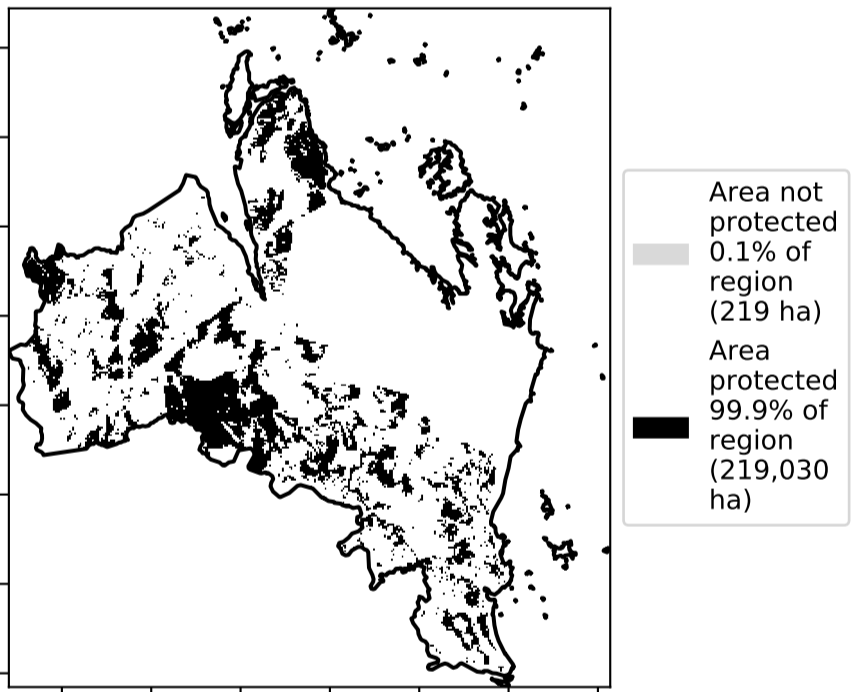 Area not
protected
0.1% of
region
(219 ha)
Area
protected
99.9% of
region
(219,030
ha)